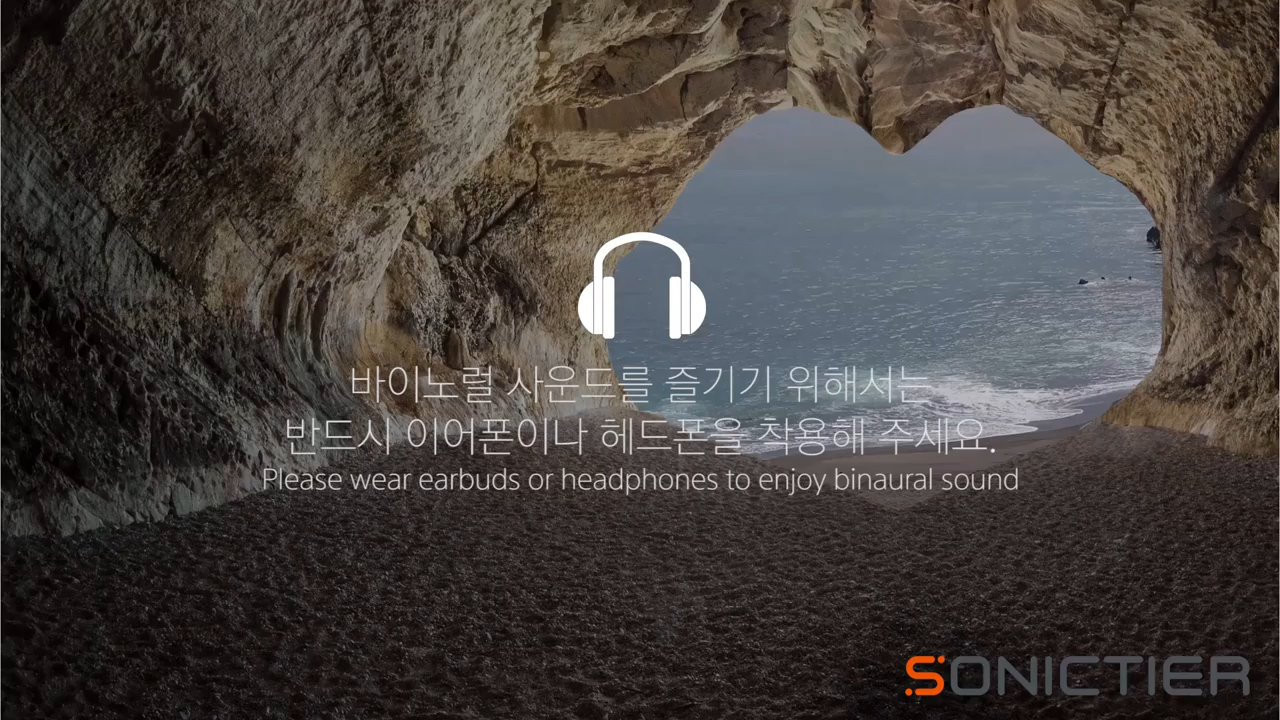 바이노럴 사운드를 즐기기 위해서는
반드시 이어폰이나 헤드폰을 착용해 주세요.
Please wear earbuds or headphones to enjoy binaural sound
SONICTIER